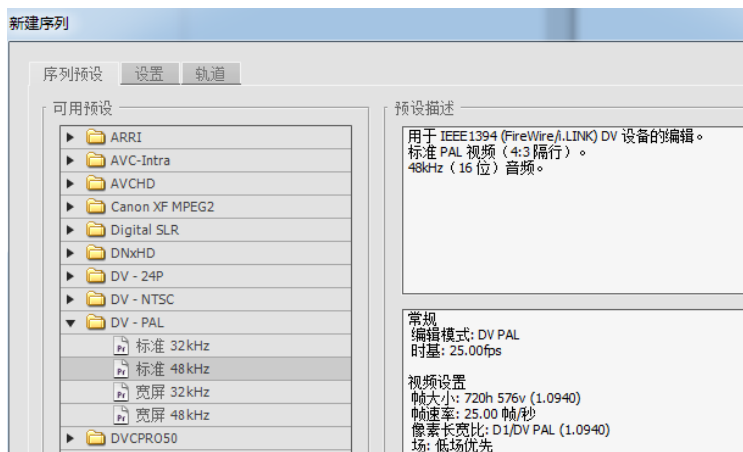 新建序列
序列预设 设置 轨道
可用预设
ARRI
AVC-Intra
AVCHD
Canon XF MPEG2
Digital SLR
DNxHD
DV - 24P
DV - NTSC
DV - PAL
标准 32kHz
标准 48kHz
宽屏 32kHz
宽屏 48kHz
DVCPRO50
预设描述
用于 IEEE1394 (FireWire/i.LINK) DV 设备的编辑。
标准 PAL 视频（4:3 隔行）。
48kHz（16 位）音频。
常规
编辑模式: DV PAL
时基: 25.00fps
视频设置
帧大小: 720h 576v (1.0940)
帧速率: 25.00 帧/秒
像素长宽比: D1/DV PAL (1.0940)
场: 低场优先